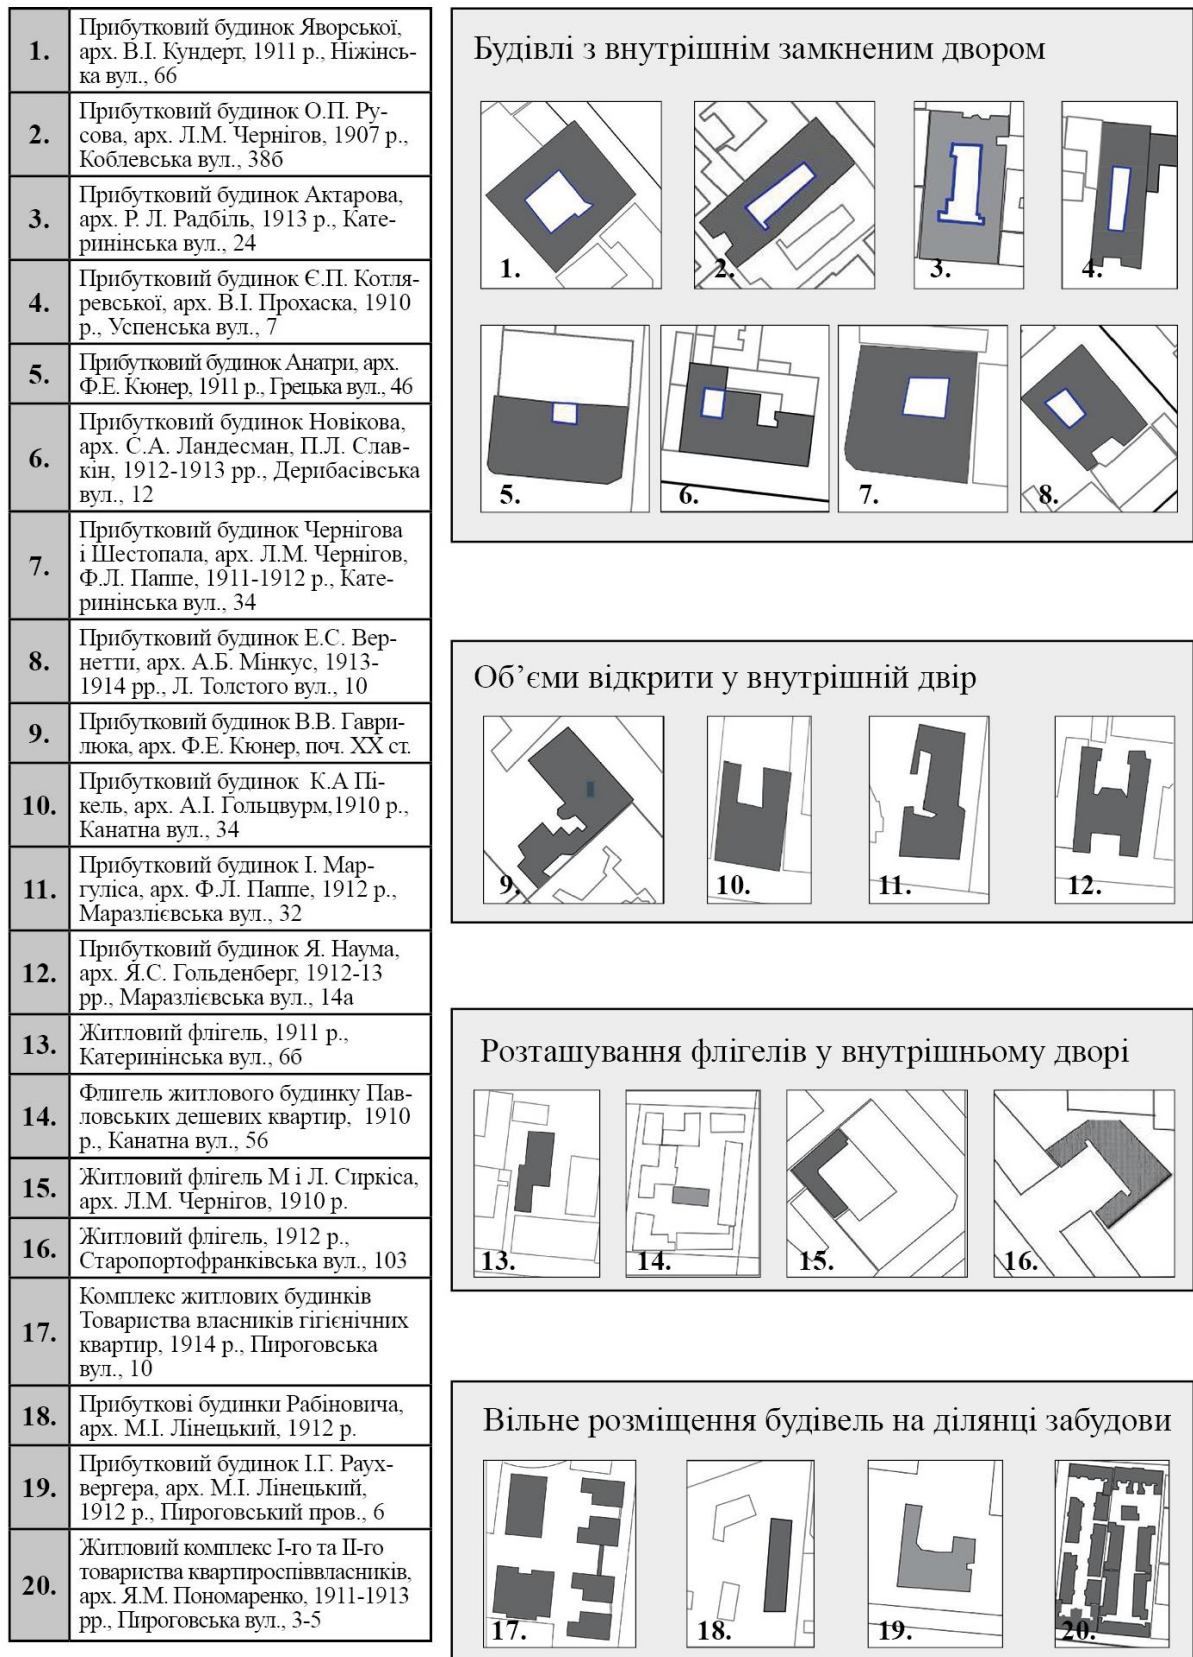 1.
Прибутковий будинок Яворської,
арх. В.І. Кундерт, 1911 р., Ніжінсь-
ка вул., 66
2.
Прибутковий будинок О.П. Ру-
сова, арх. Л.М. Чернігов, 1907 р.,
Коблевська вул., 38б
3.
Прибутковий будинок Актарова,
арх. Р. Л. Радбіль, 1913 р., Кате-
ринінська вул., 24
4.
Прибутковий будинок Є.П. Котля-
ревської, арх. В.І. Прохаска, 1910
р., Успенська вул., 7
5.
Прибутковий будинок Анатри, арх.
Ф.Е. Кюнер, 1911 р., Грецька вул., 46
6.
Прибутковий будинок Новікова,
арх. С.А. Ландесман, П.Л. Слав-
кін, 1912-1913 рр., Дерибасівська
вул., 12
7.
Прибутковий будинок Чернігова
і Шестопала, арх. Л.М. Чернігов,
Ф.Л. Паппе, 1911-1912 р., Кате-
ринінська вул., 34
8.
Прибутковий будинок Е.С. Вер-
нетти, арх. А.Б. Мінкус, 1913-
1914 рр., Л. Толстого вул., 10
9.
Прибутковий будинок В.В. Гаври-
люка, арх. Ф.Е. Кюнер, поч. XX ст.
10.
Прибутковий будинок К.А Пі-
кель, арх. А.І. Гольцвурм,1910 р.,
Канатна вул., 34
11.
Прибутковий будинок І. Мар-
гуліса, арх. Ф.Л. Паппе, 1912 р.,
Маразлієвська вул., 32
12.
Прибутковий будинок Я. Наума,
арх. Я.С. Гольденберг, 1912-13
рр., Маразлієвська вул., 14а
13.
Житловий флігель, 1911 р.,
Катеринінська вул., 6б
14.
Флигель житлового будинку Пав-
ловських дешевих квартир, 1910
р., Канатна вул., 56
15.
Житловий флігель М і Л. Сиркіса,
арх. Л.М. Чернігов, 1910 р.
16.
Житловий флігель, 1912 р.,
Старопортофранківська вул., 103
17.
Комплекс житлових будинків
Товариства власників гігієнічних
квартир, 1914 р., Пироговська
вул., 10
18.
Прибуткові будинки Рабіновича,
арх. М.І. Лінецький, 1912 р.
19.
Прибутковий будинок І.Г. Раух-
вергера, арх. М.І. Лінецький,
1912 р., Пироговський пров., 6
20.
Житловий комплекс І-го та ІІ-го
товариства квартироспіввласників,
арх. Я.М. Пономаренко, 1911-1913
рр., Пироговська вул., 3-5
Будівлі з внутрішнім замкненим двором
1.
2.
3.
4.
5.
6.
7.
8.
Об’єми відкрити у внутрішній двір
9.
10.
11.
12.
Розташування флігелів у внутрішньому дворі
13.
14.
15.
16.
Вільне розміщення будівель на ділянці забудови
17.
18.
19.
20.